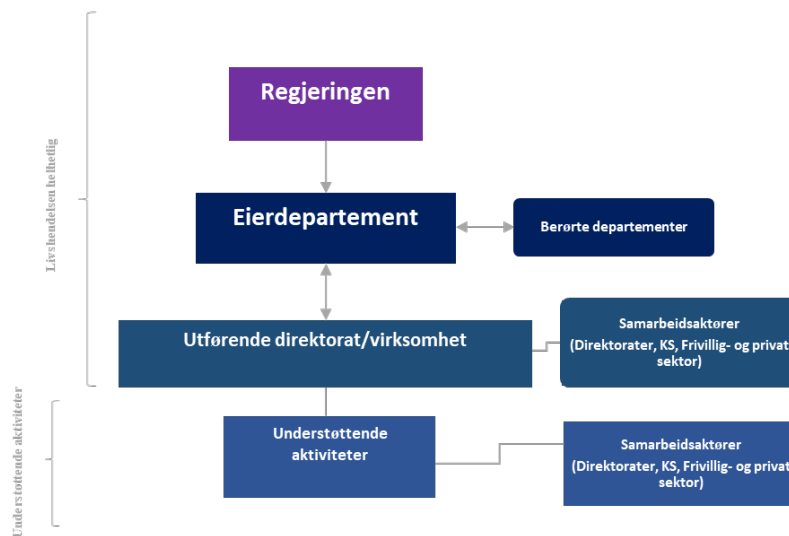 Regjeringen
Livshendelsen helhetlig
Eierdepartement
Berørte departementer
Utførende direktorat/virksomhet
Samarbeidsaktører
(Direktorater, KS, Frivillig- og privat
sektor)
Understøttende aktiviteter
Understøttende
aktiviteter
Samarbeidsaktører
(Direktorater, KS, Frivillig- og privat
sektor)